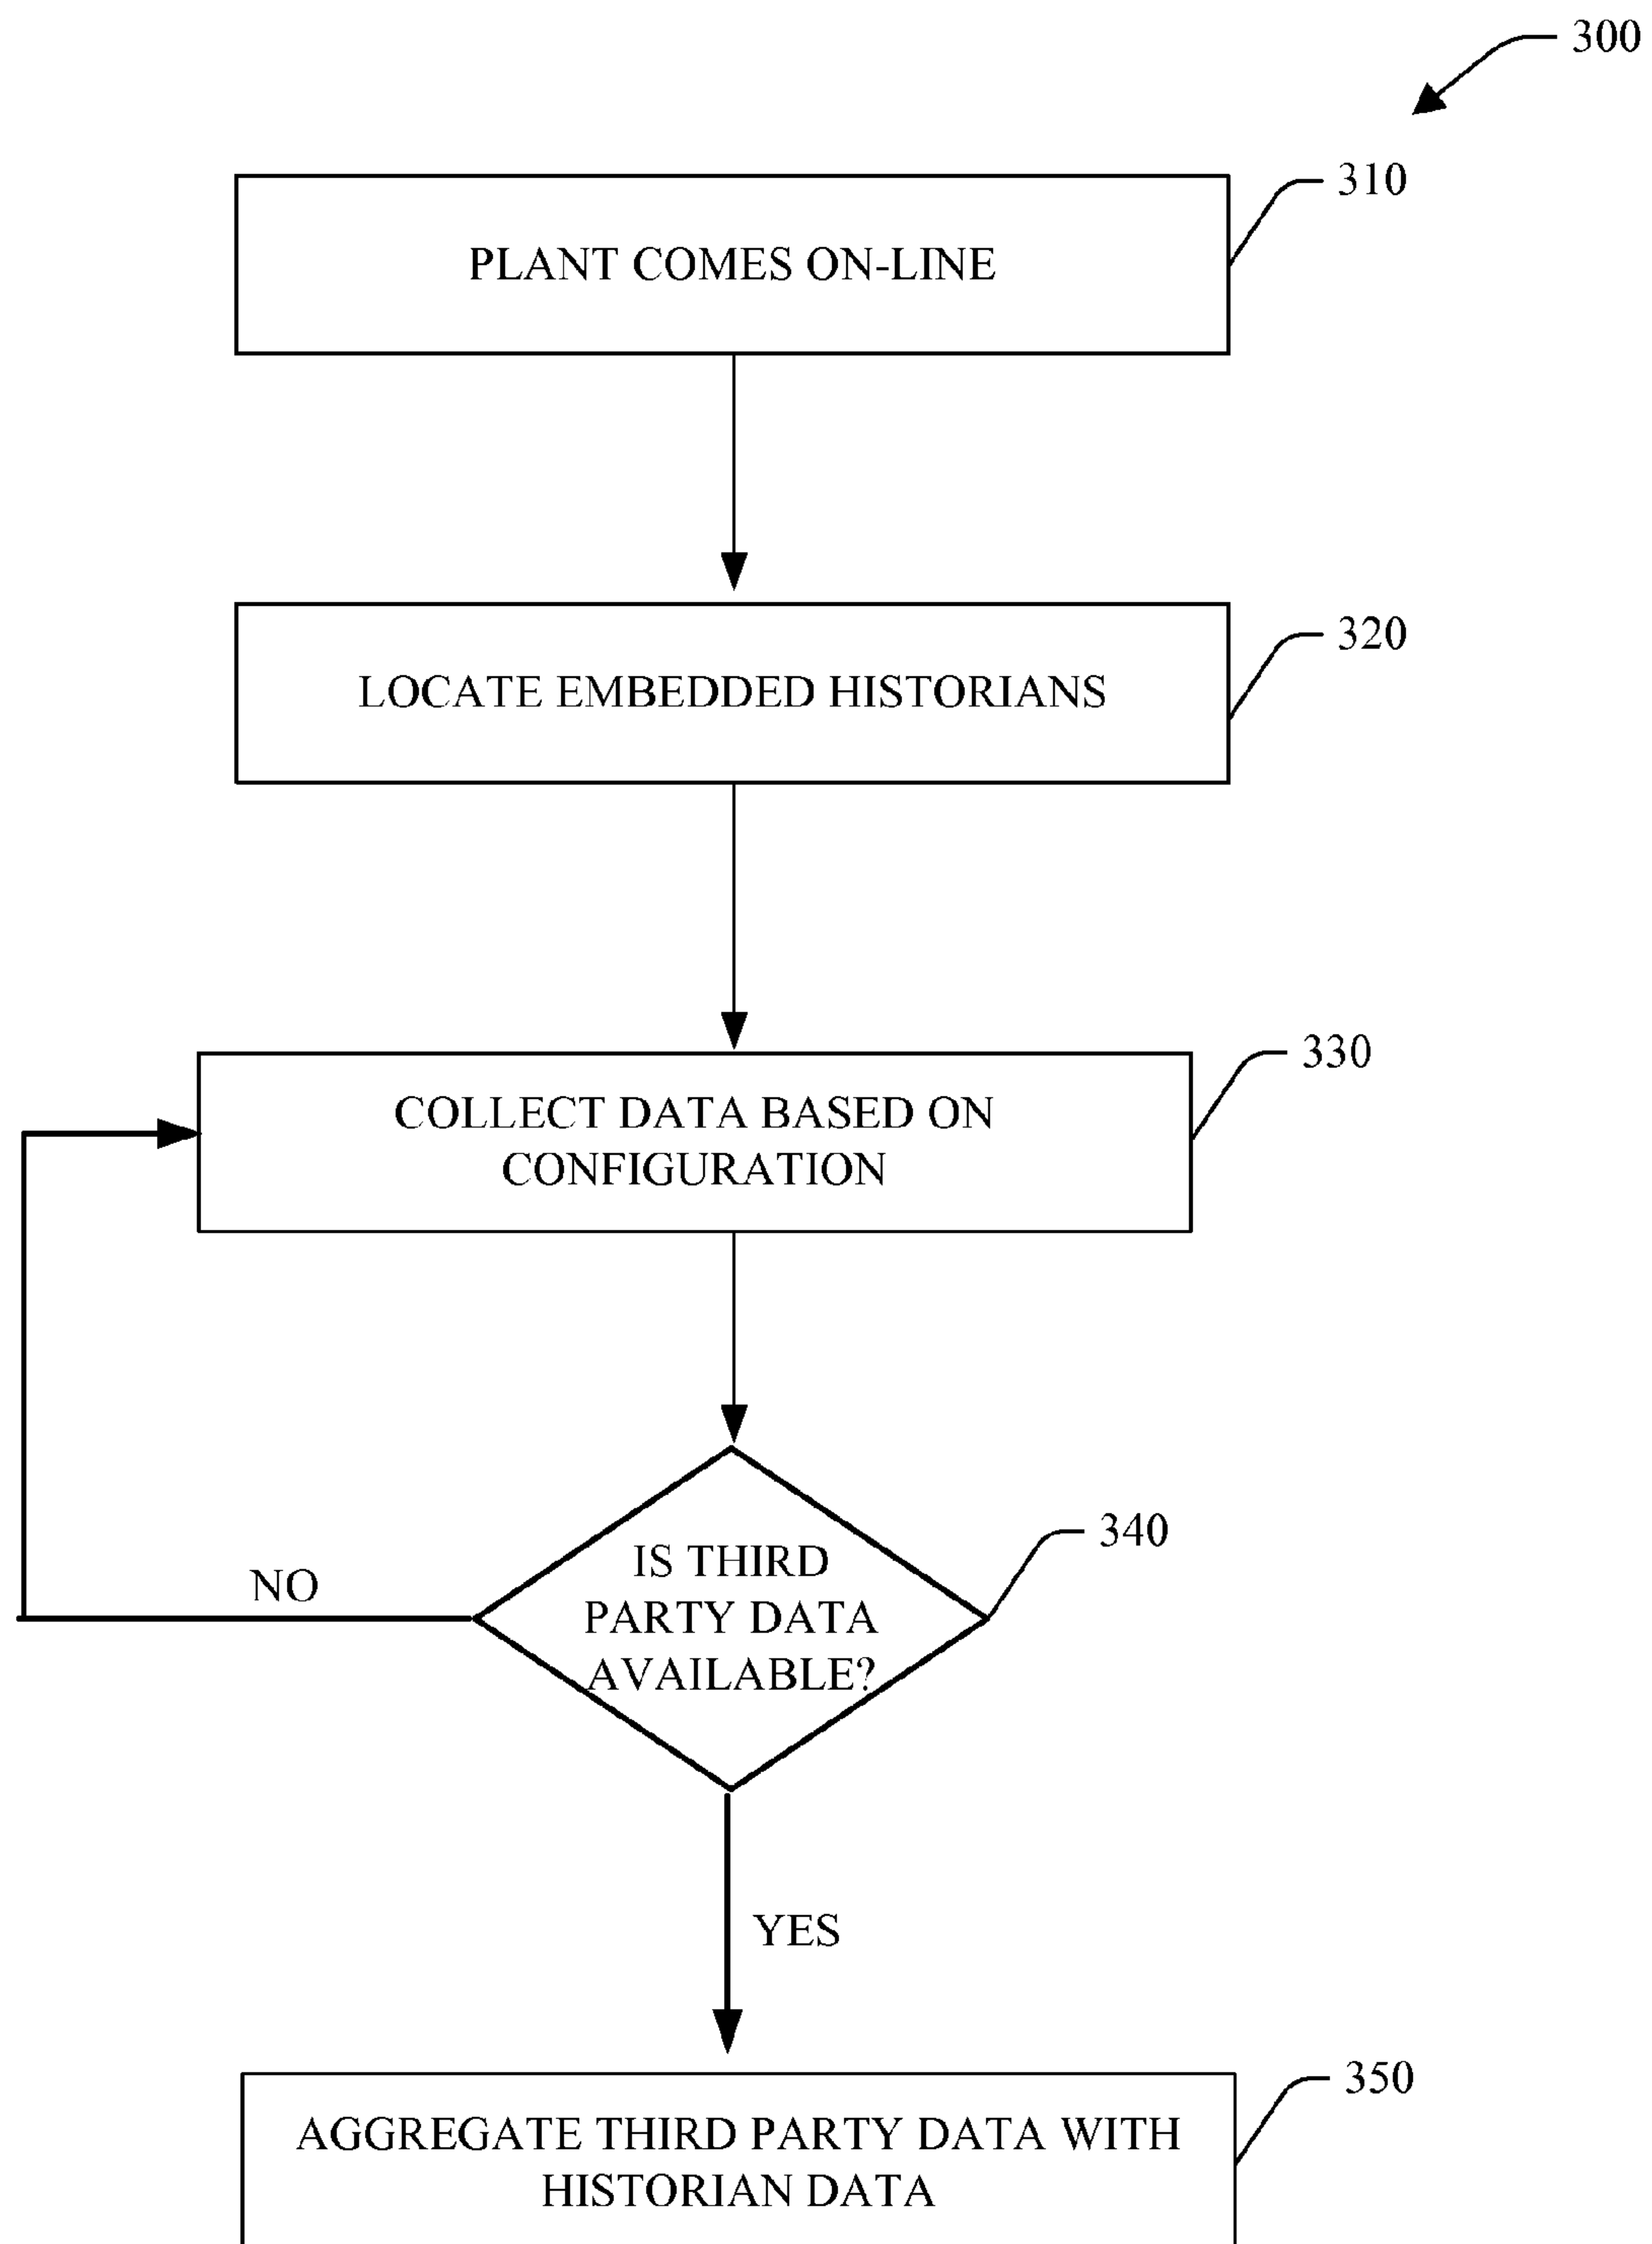 300
310
PLANT COMES ON-LINE
320
LOCATE EMBEDDED HISTORIANS
330
COLLECT DATA BASED ON
CONFIGURATION
340
IS THIRD
PARTY DATA
AVAILABLE?
NO
YES
350
AGGREGATE THIRD PARTY DATA WITH
HISTORIAN DATA